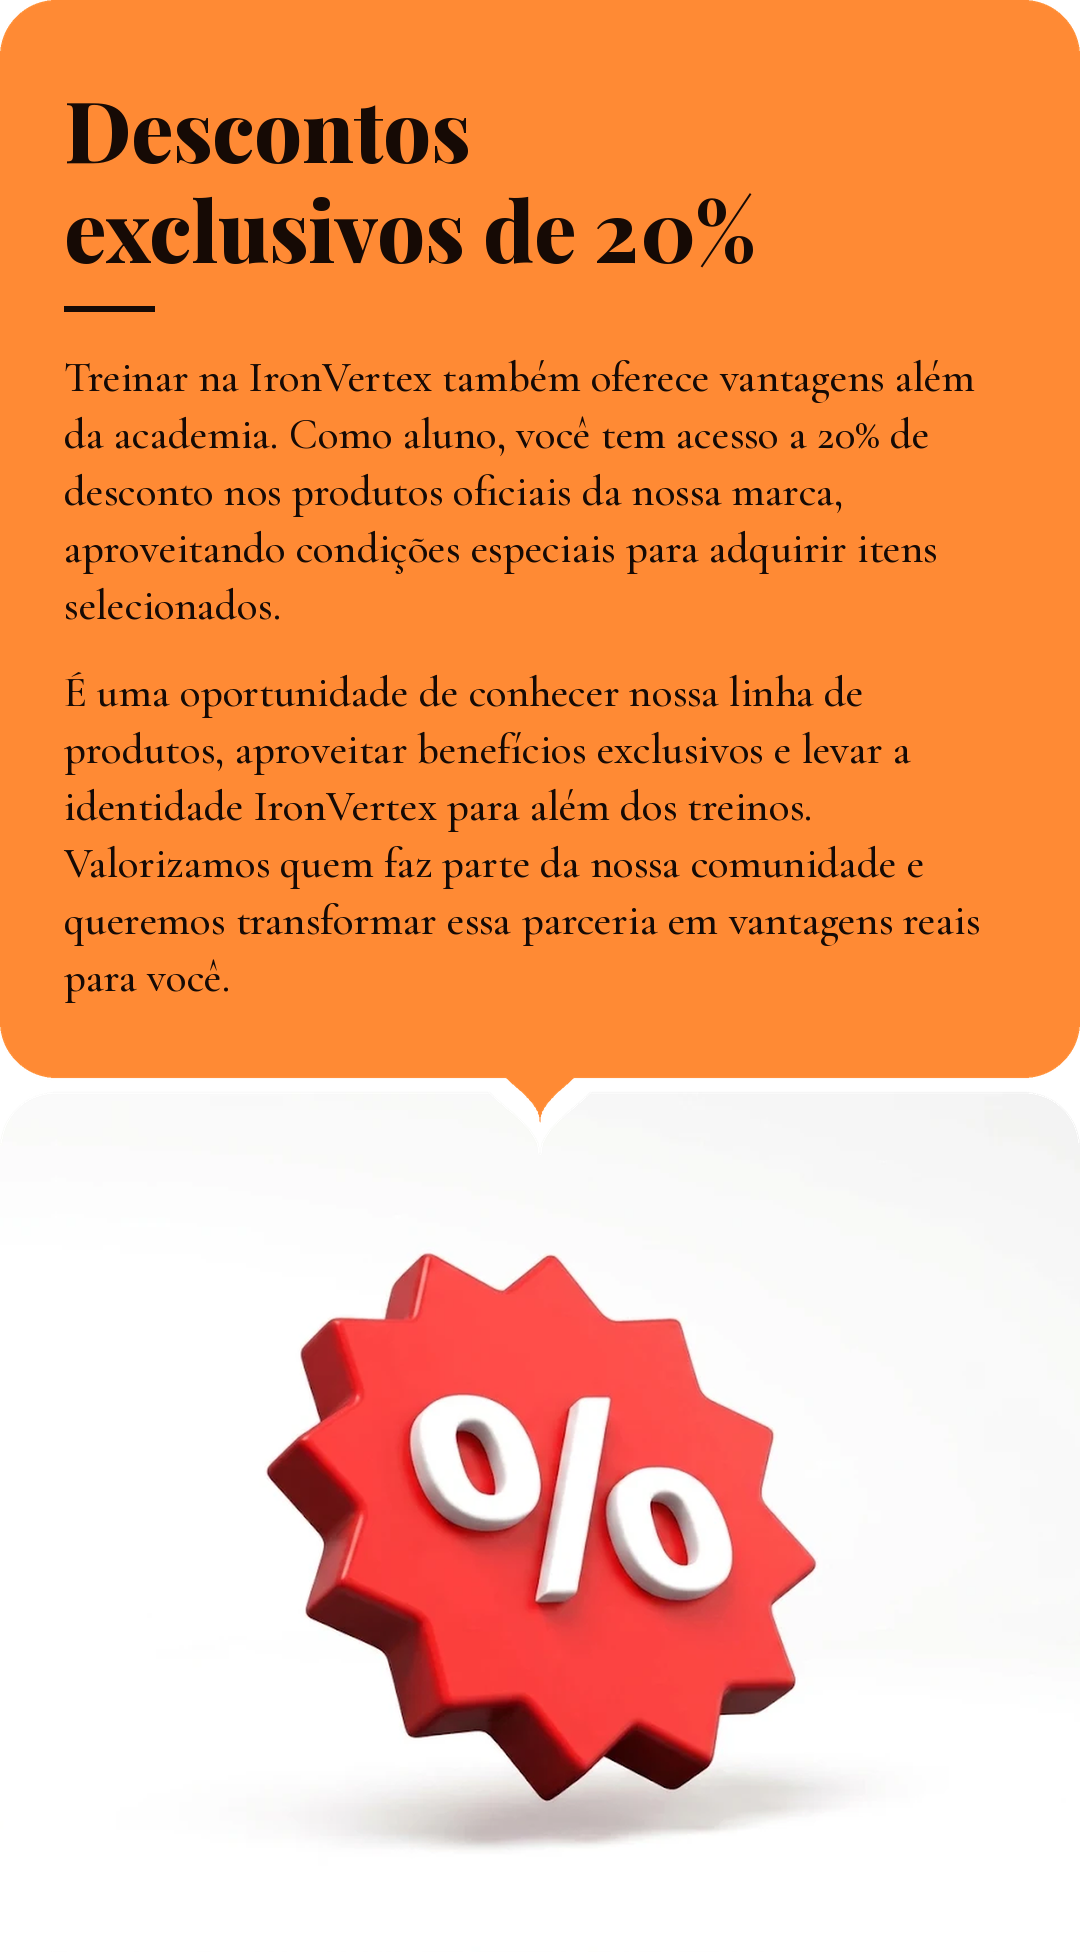 Descontos
exclusivos de 20%
Treinar na IronVertex também oferece vantagens além
da academia. Como aluno, você tem acesso a 20% de
desconto nos produtos oficiais da nossa marca,
aproveitando condições especiais para adquirir itens
selecionados.
É uma oportunidade de conhecer nossa linha de
produtos, aproveitar benefícios exclusivos e levar a
identidade IronVertex para além dos treinos.
Valorizamos quem faz parte da nossa comunidade e
queremos transformar essa parceria em vantagens reais
para você.
%